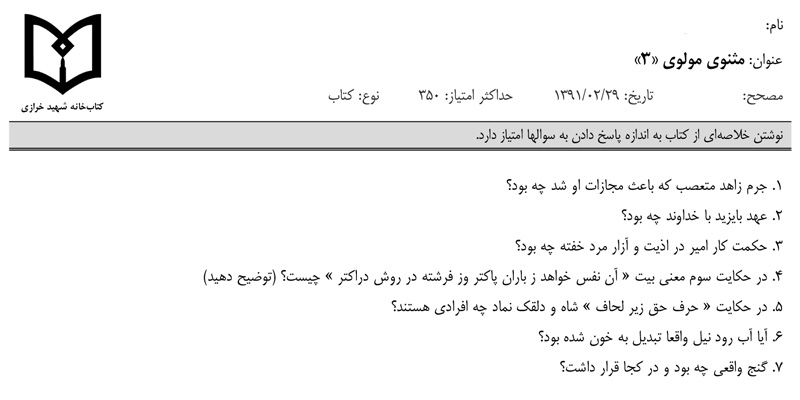 نام:
عنوان: مثنوی مولوی «۳»
مصحح: تاریخ: ۱۳۹۱/۰۲/۲۹ حداکثر امتیاز: ۳۵۰ نوع: کتاب
کتاب‌خانه شهید خرازی
نوشتن خلاصه‌ای از کتاب به اندازه پاسخ دادن به سوالها امتیاز دارد.
۱. جرم زاهد متعصب که باعث مجازات او شد چه بود؟
۲. عهد بایزید با خداوند چه بود؟
۳. حکمت کار امیر در اذیت و آزار مرد خفته چه بود؟
۴. در حکایت سوم معنی بیت « آن نفس خواهد ز باران پاکتر وز فرشته در روش دراکتر » چیست؟ (توضیح دهید)
۵. در حکایت « حرف حق زیر لحاف » شاه و دلقک نماد چه افرادی هستند؟
۶. آیا آب رود نیل واقعا تبدیل به خون شده بود؟
۷. گنج واقعی چه بود و در کجا قرار داشت؟